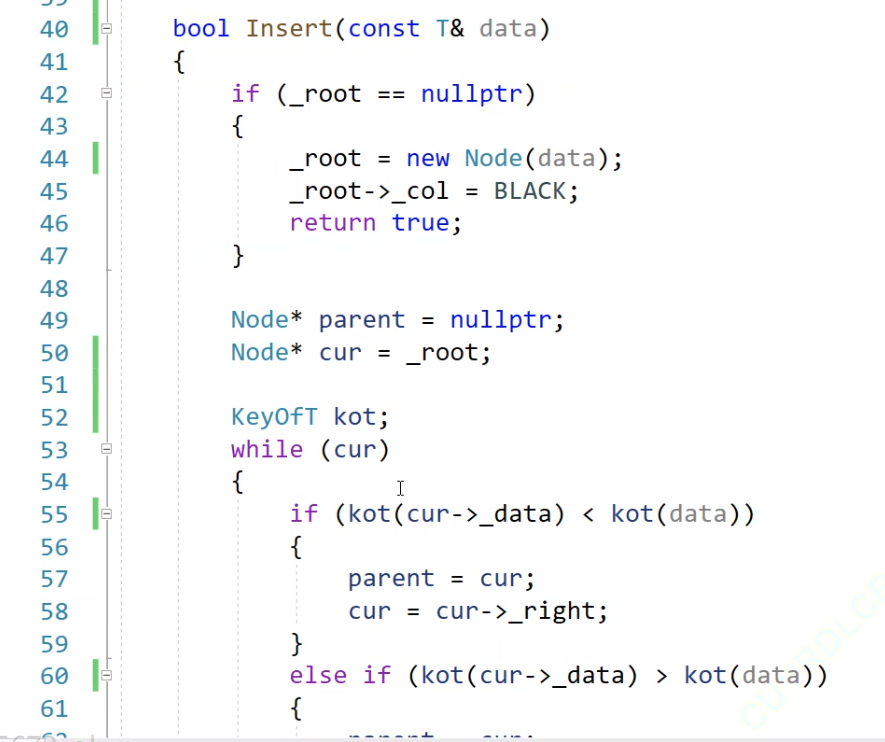 40 bool Insert(const T& data)
41 {
42 if (_root == nullptr)
43 {
44 _root = new Node(data);
45 _root->_col = BLACK;
46 return true;
47 }
48
49 Node* parent = nullptr;
50 Node* cur = _root;
51
52 KeyOfT kot;
53 while (cur)
54 {
55 if (kot(cur->_data) < kot(data))
56 {
57 parent = cur;
58 cur = cur->_right;
59 }
60 else if (kot(cur->_data) > kot(data))
61 {